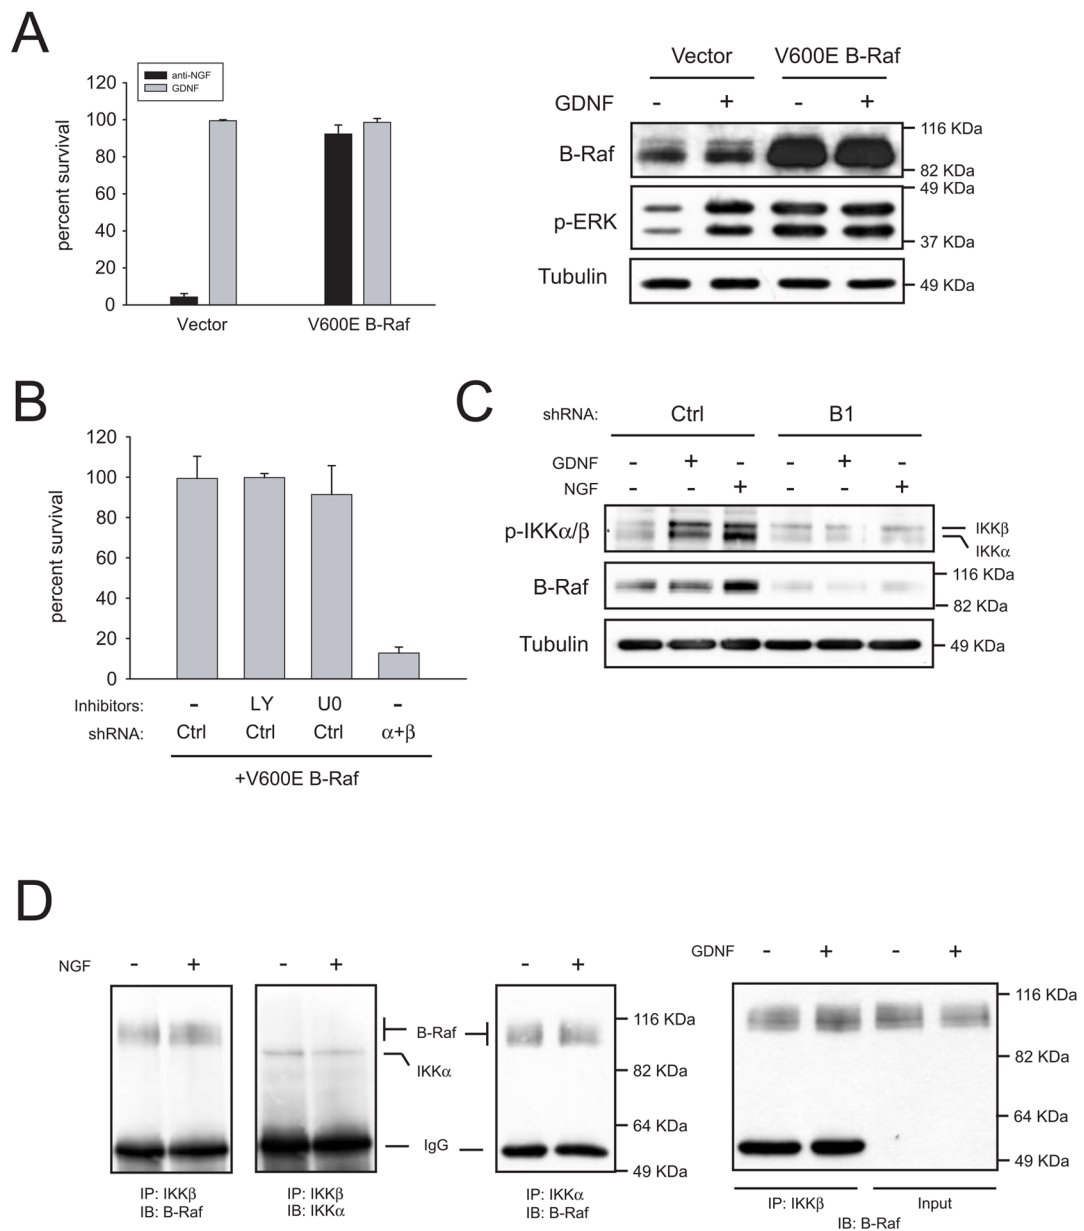 A
120
100
80
60
40
20
0
percent survival
anti-NGF
GDNF
Vector V600E B-Raf
Vector V600E B-Raf
GDNF - + - +
B-Raf 116 KDa
82 KDa
p-ERK 49 KDa
37 KDa
Tubulin 49 KDa
B
120
100
80
60
40
20
0
percent survival
Inhibitors: - LY U0 -
shRNA: Ctrl Ctrl Ctrl α+β
+V600E B-Raf
C
shRNA: Ctrl B1
GDNF - + - - + -
NGF - - + - - +
p-IKKα/β IKKβ
IKKα
B-Raf 116 KDa
82 KDa
Tubulin 49 KDa
D
NGF - + - + - +
B-Raf
IKKα
IgG
116 KDa
82 KDa
64 KDa
49 KDa
IP: IKKβ
IB: B-Raf
IP: IKKβ
IB: IKKα
IP: IKKα
IB: B-Raf
GDNF - + - +
116 KDa
82 KDa
64 KDa
49 KDa
IP: IKKβ Input
IB: B-Raf